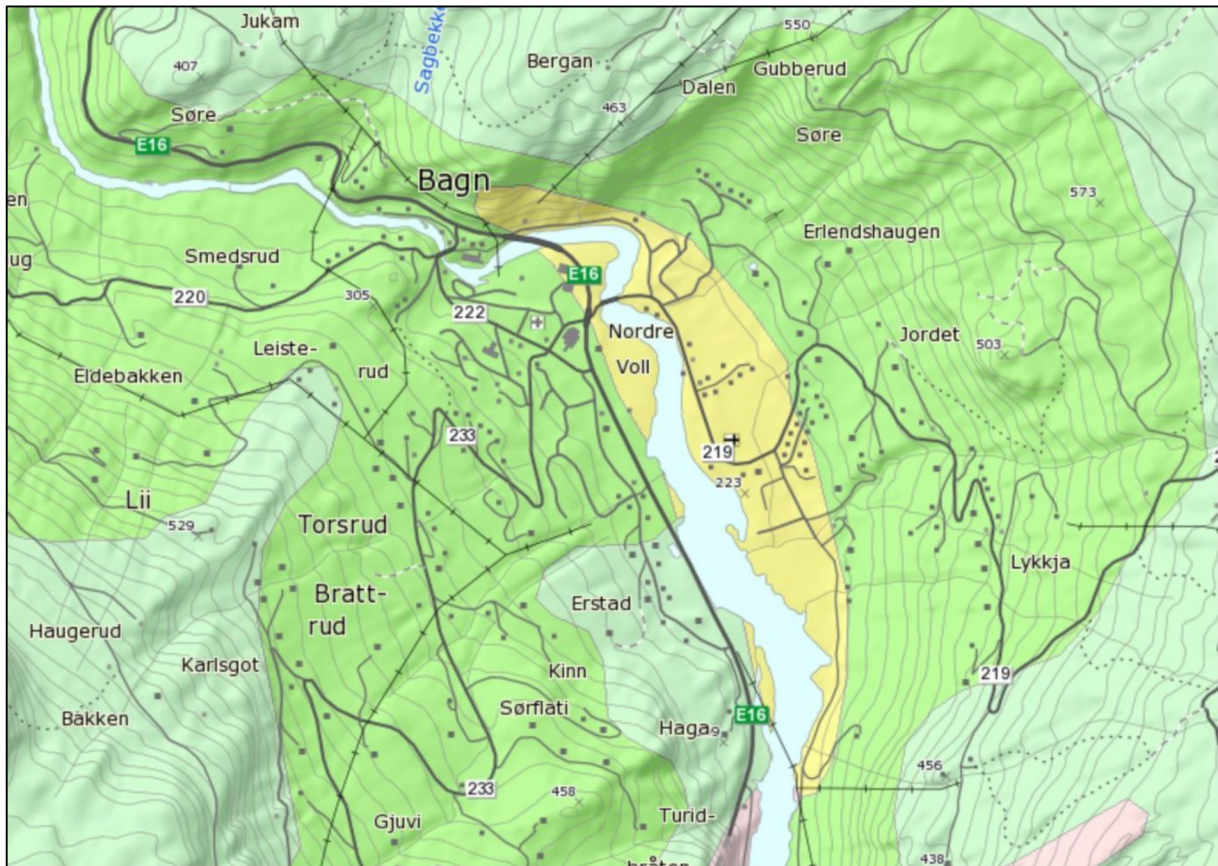 Jukam
550
Sagbekke
Bergan
407
Gubberud
Dalen
463
Søre
Søre
E16
Bagn
573
en
Erlendshaugen
ug
Smedsrud
E16
220
305
222
Nordre
Jordet
503
Leiste-
rud
Voll
Eldebakken
233
219
223
Lii
529
Torsrud
Lykkja
Bratt-
rud
Erstad
Haugerud
Karlsgot
Kinn
219
Bakken
Sørflati
E16
Haga
9
456
233
458
Gjuvi
Turid-
bråten
438